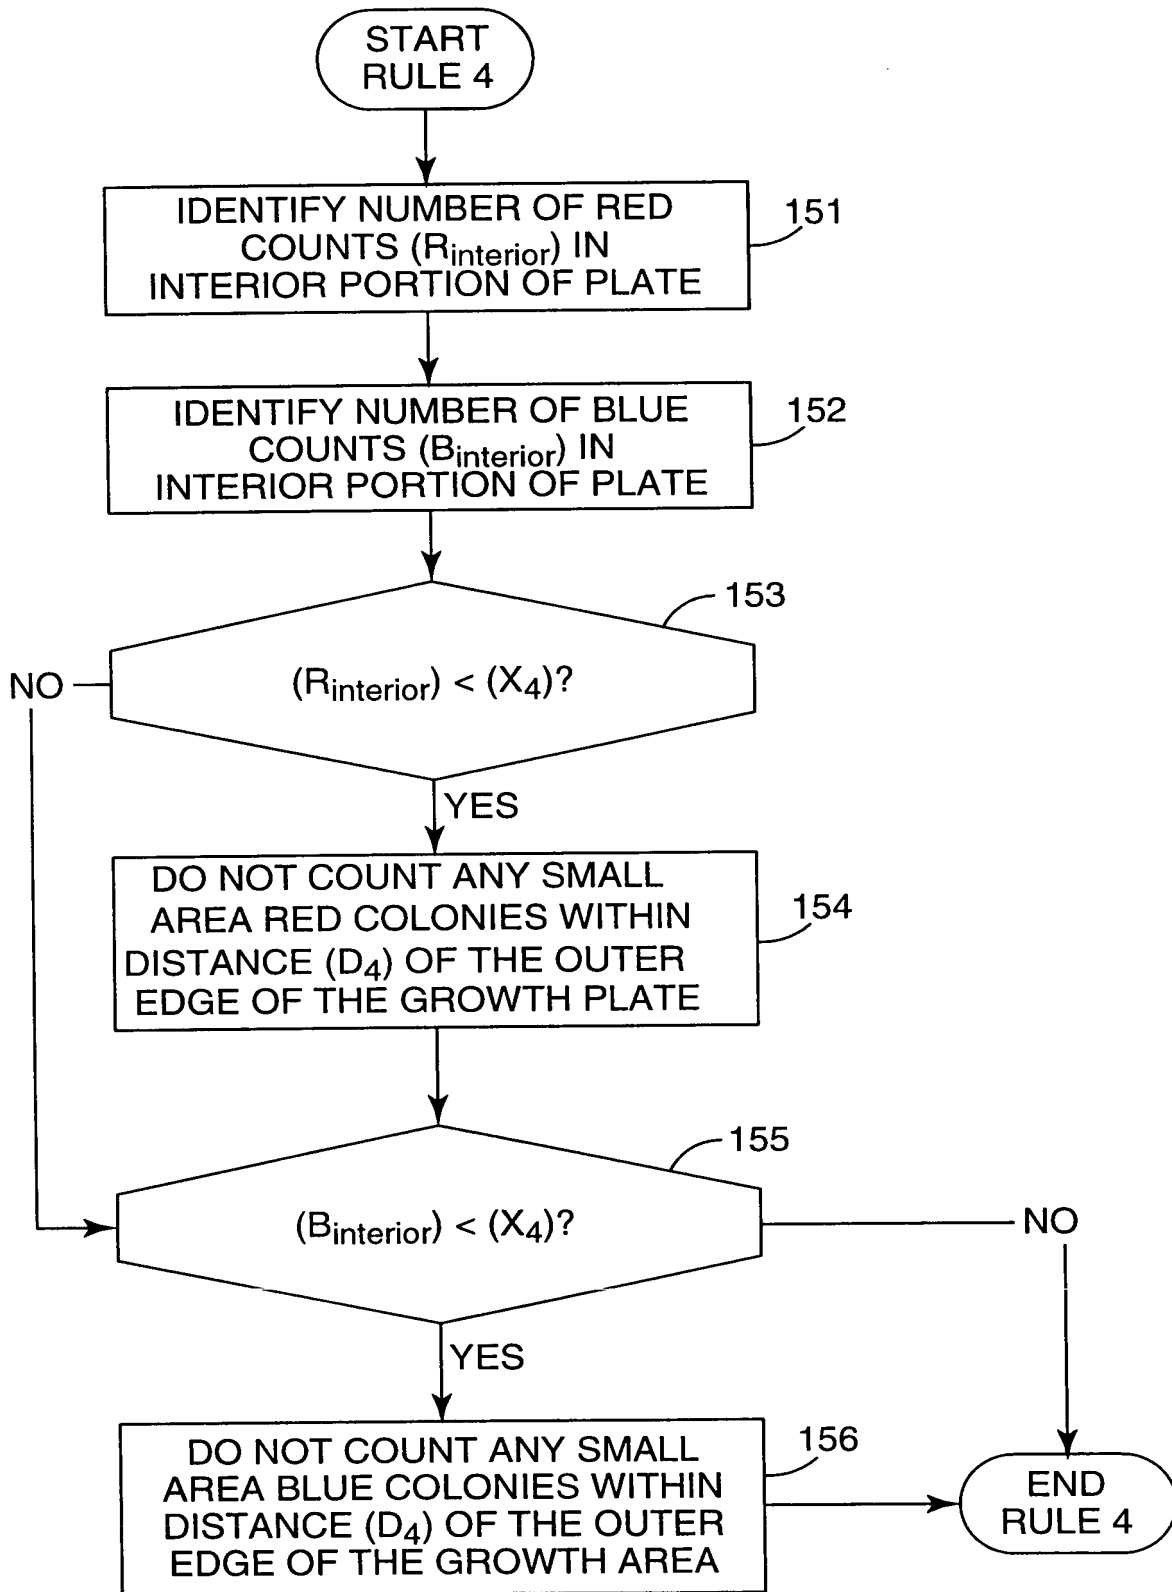 START
RULE 4
IDENTIFY NUMBER OF RED
COUNTS (Rinterior) IN
INTERIOR PORTION OF PLATE
151
IDENTIFY NUMBER OF BLUE
COUNTS (Binterior) IN
INTERIOR PORTION OF PLATE
152
153
(Rinterior) < (X4)?
NO
YES
DO NOT COUNT ANY SMALL
AREA RED COLONIES WITHIN
DISTANCE (D4) OF THE OUTER
EDGE OF THE GROWTH PLATE
154
155
(Binterior) < (X4)?
NO
YES
DO NOT COUNT ANY SMALL
AREA BLUE COLONIES WITHIN
DISTANCE (D4) OF THE OUTER
EDGE OF THE GROWTH AREA
156
END
RULE 4